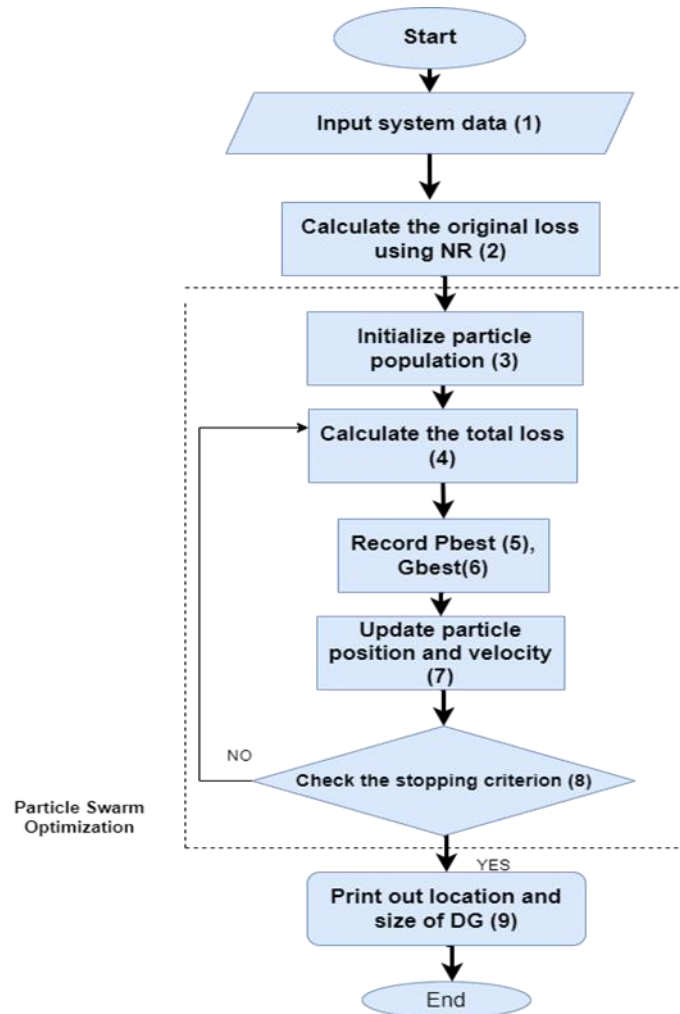 Start
Input system data (1)
Calculate the original loss
using NR (2)
Initialize particle
population (3)
Calculate the total loss
(4)
Record Pbest (5),
Gbest(6)
Update particle
position and velocity
(7)
NO
Check the stopping criterion (8)
Particle Swarm
Optimization
YES
Print out location and
size of DG (9)
End